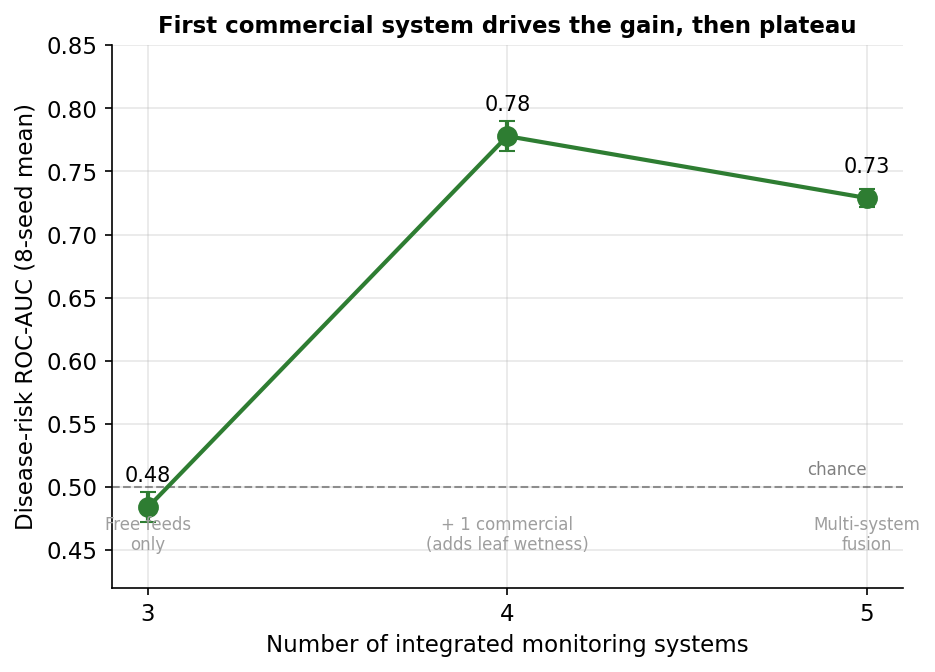 First commercial system drives the gain, then plateau
Disease-risk ROC-AUC (8-seed mean)
0.85
0.80
0.75
0.70
0.65
0.60
0.55
0.50
0.45
0.48
0.78
0.73
chance
Free feeds
only
+ 1 commercial
(adds leaf wetness)
Multi-system
fusion
3
4
5
Number of integrated monitoring systems